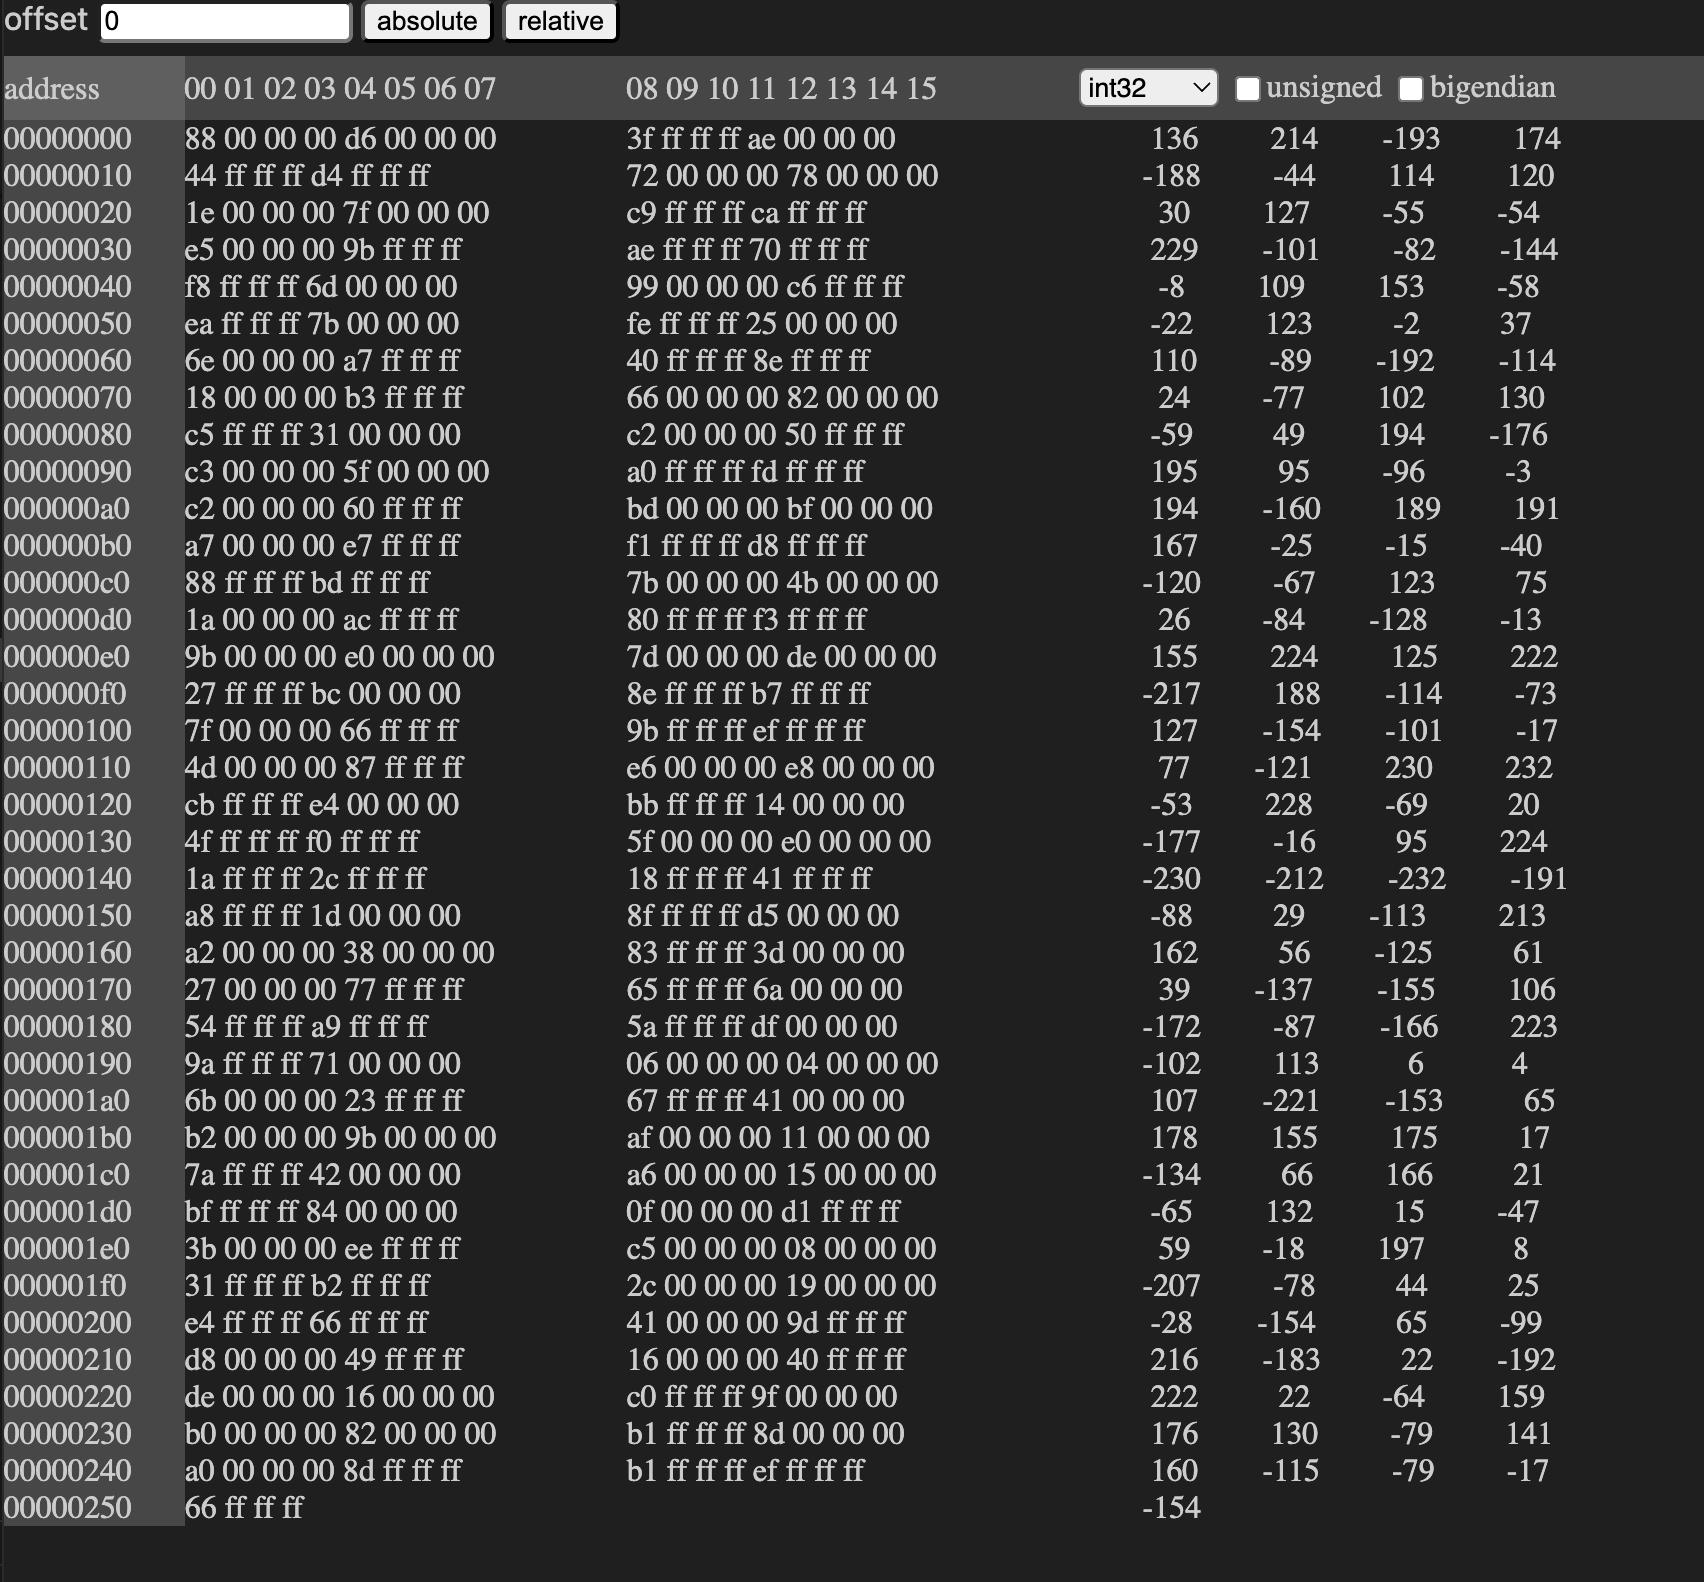 offset 0 absolute relative
address 00 01 02 03 04 05 06 07 08 09 10 11 12 13 14 15 int32 unsigned bigendian
00000000 88 00 00 00 d6 00 00 00 3f ff ff ff ae 00 00 00 136 214 -193 174
00000010 44 ff ff ff d4 ff ff ff 72 00 00 00 78 00 00 00 -188 -44 114 120
00000020 1e 00 00 00 7f 00 00 00 c9 ff ff ff ca ff ff ff 30 127 -55 -54
00000030 e5 00 00 00 9b ff ff ff ae ff ff ff 70 ff ff ff 229 -101 -82 -144
00000040 f8 ff ff ff 6d 00 00 00 99 00 00 00 c6 ff ff ff -8 109 153 -58
00000050 ea ff ff ff 7b 00 00 00 fe ff ff ff 25 00 00 00 -22 123 -2 37
00000060 6e 00 00 00 a7 ff ff ff 40 ff ff ff 8e ff ff ff 110 -89 -192 -114
00000070 18 00 00 00 b3 ff ff ff 66 00 00 00 82 00 00 00 24 -77 102 130
00000080 c5 ff ff ff 31 00 00 00 c2 00 00 00 50 ff ff ff -59 49 194 -176
00000090 c3 00 00 00 5f 00 00 00 a0 ff ff ff fd ff ff ff 195 95 -96 -3
000000a0 c2 00 00 00 60 ff ff ff bd 00 00 00 bf 00 00 00 194 -160 189 191
000000b0 a7 00 00 00 e7 ff ff ff f1 ff ff ff d8 ff ff ff 167 -25 -15 -40
000000c0 88 ff ff ff bd ff ff ff 7b 00 00 00 4b 00 00 00 -120 -67 123 75
000000d0 1a 00 00 00 ac ff ff ff 80 ff ff ff f3 ff ff ff 26 -84 -128 -13
000000e0 9b 00 00 00 e0 00 00 00 7d 00 00 00 de 00 00 00 155 224 125 222
000000f0 27 ff ff ff bc 00 00 00 8e ff ff ff b7 ff ff ff -217 188 -114 -73
00000100 7f 00 00 00 66 ff ff ff 9b ff ff ff ef ff ff ff 127 -154 -101 -17
00000110 4d 00 00 00 87 ff ff ff e6 00 00 00 e8 00 00 00 77 -121 230 232
00000120 cb ff ff ff e4 00 00 00 bb ff ff ff 14 00 00 00 -53 228 -69 20
00000130 4f ff ff ff f0 ff ff ff 5f 00 00 00 e0 00 00 00 -177 -16 95 224
00000140 1a ff ff ff 2c ff ff ff 18 ff ff ff 41 ff ff ff -230 -212 -232 -191
00000150 a8 ff ff ff 1d 00 00 00 8f ff ff ff d5 00 00 00 -88 29 -113 213
00000160 a2 00 00 00 38 00 00 00 83 ff ff ff 3d 00 00 00 162 56 -125 61
00000170 27 00 00 00 77 ff ff ff 65 ff ff ff 6a 00 00 00 39 -137 -155 106
00000180 54 ff ff ff a9 ff ff ff 5a ff ff ff df 00 00 00 -172 -87 -166 223
00000190 9a ff ff ff 71 00 00 00 06 00 00 00 04 00 00 00 -102 113 6 4
000001a0 6b 00 00 00 23 ff ff ff 67 ff ff ff 41 00 00 00 107 -221 -153 65
000001b0 b2 00 00 00 9b 00 00 00 af 00 00 00 11 00 00 00 178 155 175 17
000001c0 7a ff ff ff 42 00 00 00 a6 00 00 00 15 00 00 00 -134 66 166 21
000001d0 bf ff ff ff 84 00 00 00 0f 00 00 00 d1 ff ff ff -65 132 15 -47
000001e0 3b 00 00 00 ee ff ff ff c5 00 00 00 08 00 00 00 59 -18 197 8
000001f0 31 ff ff ff b2 ff ff ff 2c 00 00 00 19 00 00 00 -207 -78 44 25
00000200 e4 ff ff ff 66 ff ff ff 41 00 00 00 9d ff ff ff -28 -154 65 -99
00000210 d8 00 00 00 49 ff ff ff 16 00 00 00 40 ff ff ff 216 -183 22 -192
00000220 de 00 00 00 16 00 00 00 c0 ff ff ff 9f 00 00 00 222 22 -64 159
00000230 b0 00 00 00 82 00 00 00 b1 ff ff ff 8d 00 00 00 176 130 -79 141
00000240 a0 00 00 00 8d ff ff ff b1 ff ff ff ef ff ff ff 160 -115 -79 -17
00000250 66 ff ff ff -154